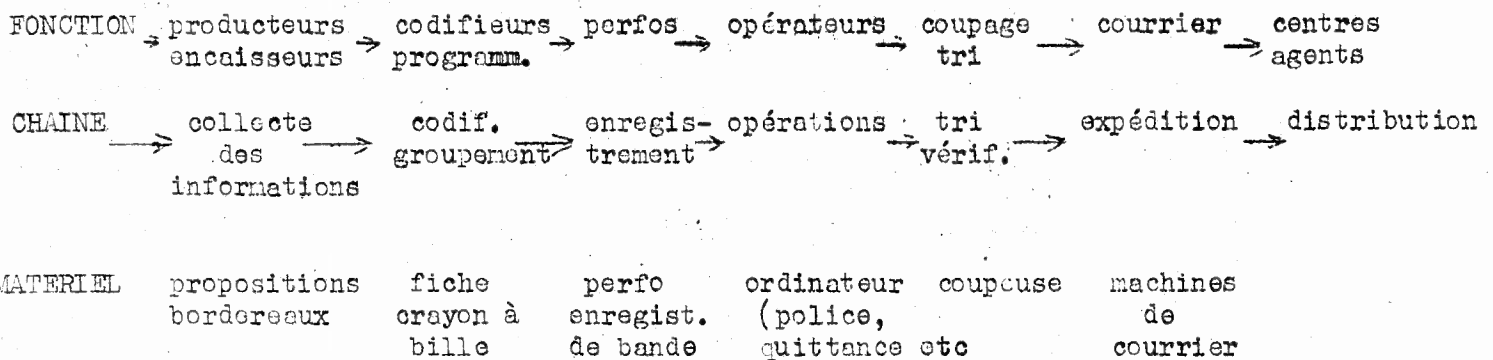 FONCTION → producteurs → codifieurs → perfos → opérateurs → coupage → courrier → centres
encaisseurs programm. tri agents
CHAINE → collecte → codif. → enregis- → opérations → tri → expédition → distribution
des groupement trement vérif.
informations
MATERIEL propositions fiche perfo ordinateur coupeuse machines
bordereaux crayon à enregist. (police, de
bille de bande quittance etc courrier